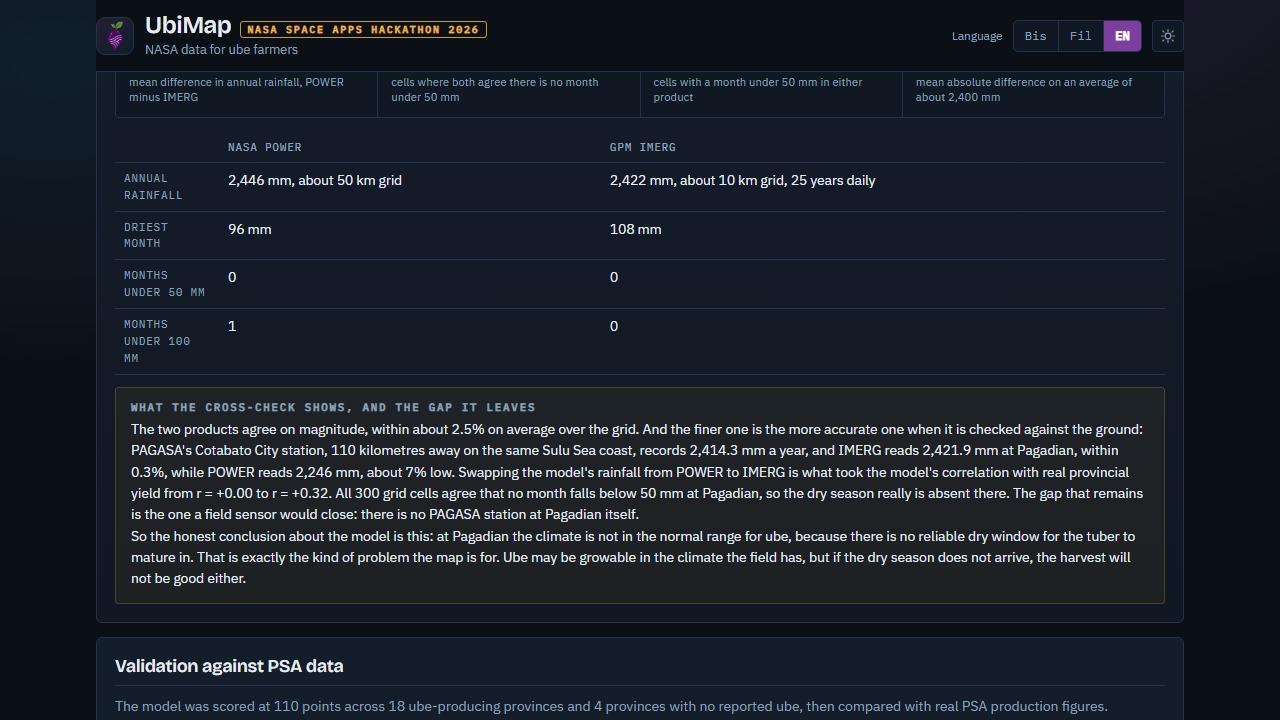 UbiMap NASA SPACE APPS HACKATHON 2026
NASA data for ube farmers
Language Bis Fil EN
mean difference in annual rainfall, POWER minus IMERG
cells where both agree there is no month under 50 mm
cells with a month under 50 mm in either product
mean absolute difference on an average of about 2,400 mm
NASA POWER GPM IMERG
ANNUAL RAINFALL 2,446 mm, about 50 km grid 2,422 mm, about 10 km grid, 25 years daily
DRIEST MONTH 96 mm 108 mm
MONTHS UNDER 50 MM 0 0
MONTHS UNDER 100 MM 1 0
WHAT THE CROSS-CHECK SHOWS, AND THE GAP IT LEAVES
The two products agree on magnitude, within about 2.5% on average over the grid. And the finer one is the more accurate one when it is checked against the ground:
PAGASA's Cotabato City station, 110 kilometres away on the same Sulu Sea coast, records 2,414.3 mm a year, and IMERG reads 2,421.9 mm at Pagadian, within
0.3%, while POWER reads 2,246 mm, about 7% low. Swapping the model's rainfall from POWER to IMERG is what took the model's correlation with real provincial
yield from r = +0.00 to r = +0.32. All 300 grid cells agree that no month falls below 50 mm at Pagadian, so the dry season really is absent there. The gap that remains
is the one a field sensor would close: there is no PAGASA station at Pagadian itself.
So the honest conclusion about the model is this: at Pagadian the climate is not in the normal range for ube, because there is no reliable dry window for the tuber to
mature in. That is exactly the kind of problem the map is for. Ube may be growable in the climate the field has, but if the dry season does not arrive, the harvest will
not be good either.
Validation against PSA data
The model was scored at 110 points across 18 ube-producing provinces and 4 provinces with no reported ube, then compared with real PSA production figures.